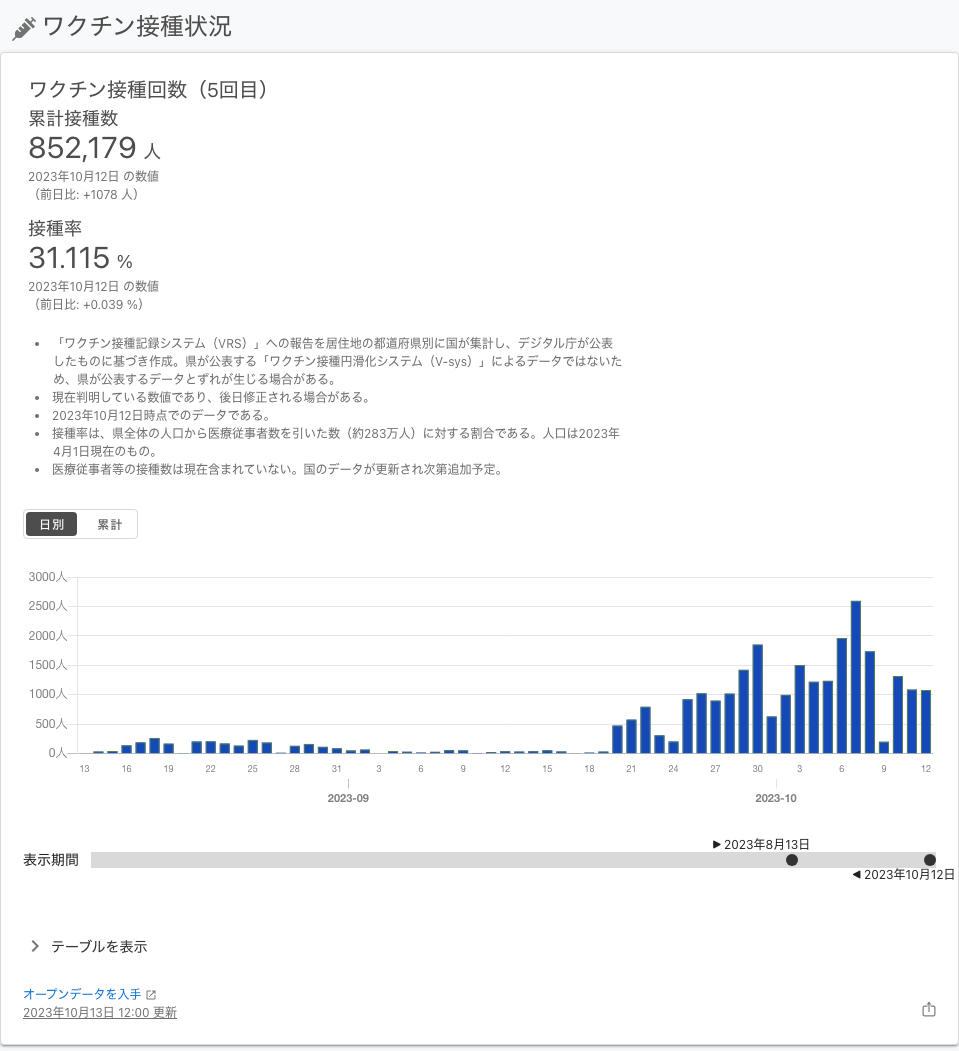 ワクチン接種状況
ワクチン接種回数（5回目）
累計接種数
852,179 人
2023年10月12日 の数値
（前日比: +1078 人）
接種率
31.115 %
2023年10月12日 の数値
（前日比: +0.039 %）
• 「ワクチン接種記録システム（VRS）」への報告を居住地の都道府県別に国が集計し、デジタル庁が公表
したものに基づき作成。県が公表する「ワクチン接種円滑化システム（V-sys）」によるデータではないた
め、県が公表するデータとずれが生じる場合がある。
• 現在判明している数値であり、後日修正される場合がある。
• 2023年10月12日時点でのデータである。
• 接種率は、県全体の人口から医療従事者数を引いた数（約283万人）に対する割合である。人口は2023年
4月1日現在のもの。
• 医療従事者等の接種数は現在含まれていない。国のデータが更新され次第追加予定。
日別 累計
3000人
2500人
2000人
1500人
1000人
500人
0人
13 16 19 22 25 28 31 3 6 9 12 15 18 21 24 27 30 3 6 9 12
2023-09 2023-10
▶ 2023年8月13日
表示期間
◀ 2023年10月12日
テーブルを表示
オープンデータを入手
2023年10月13日 12:00 更新